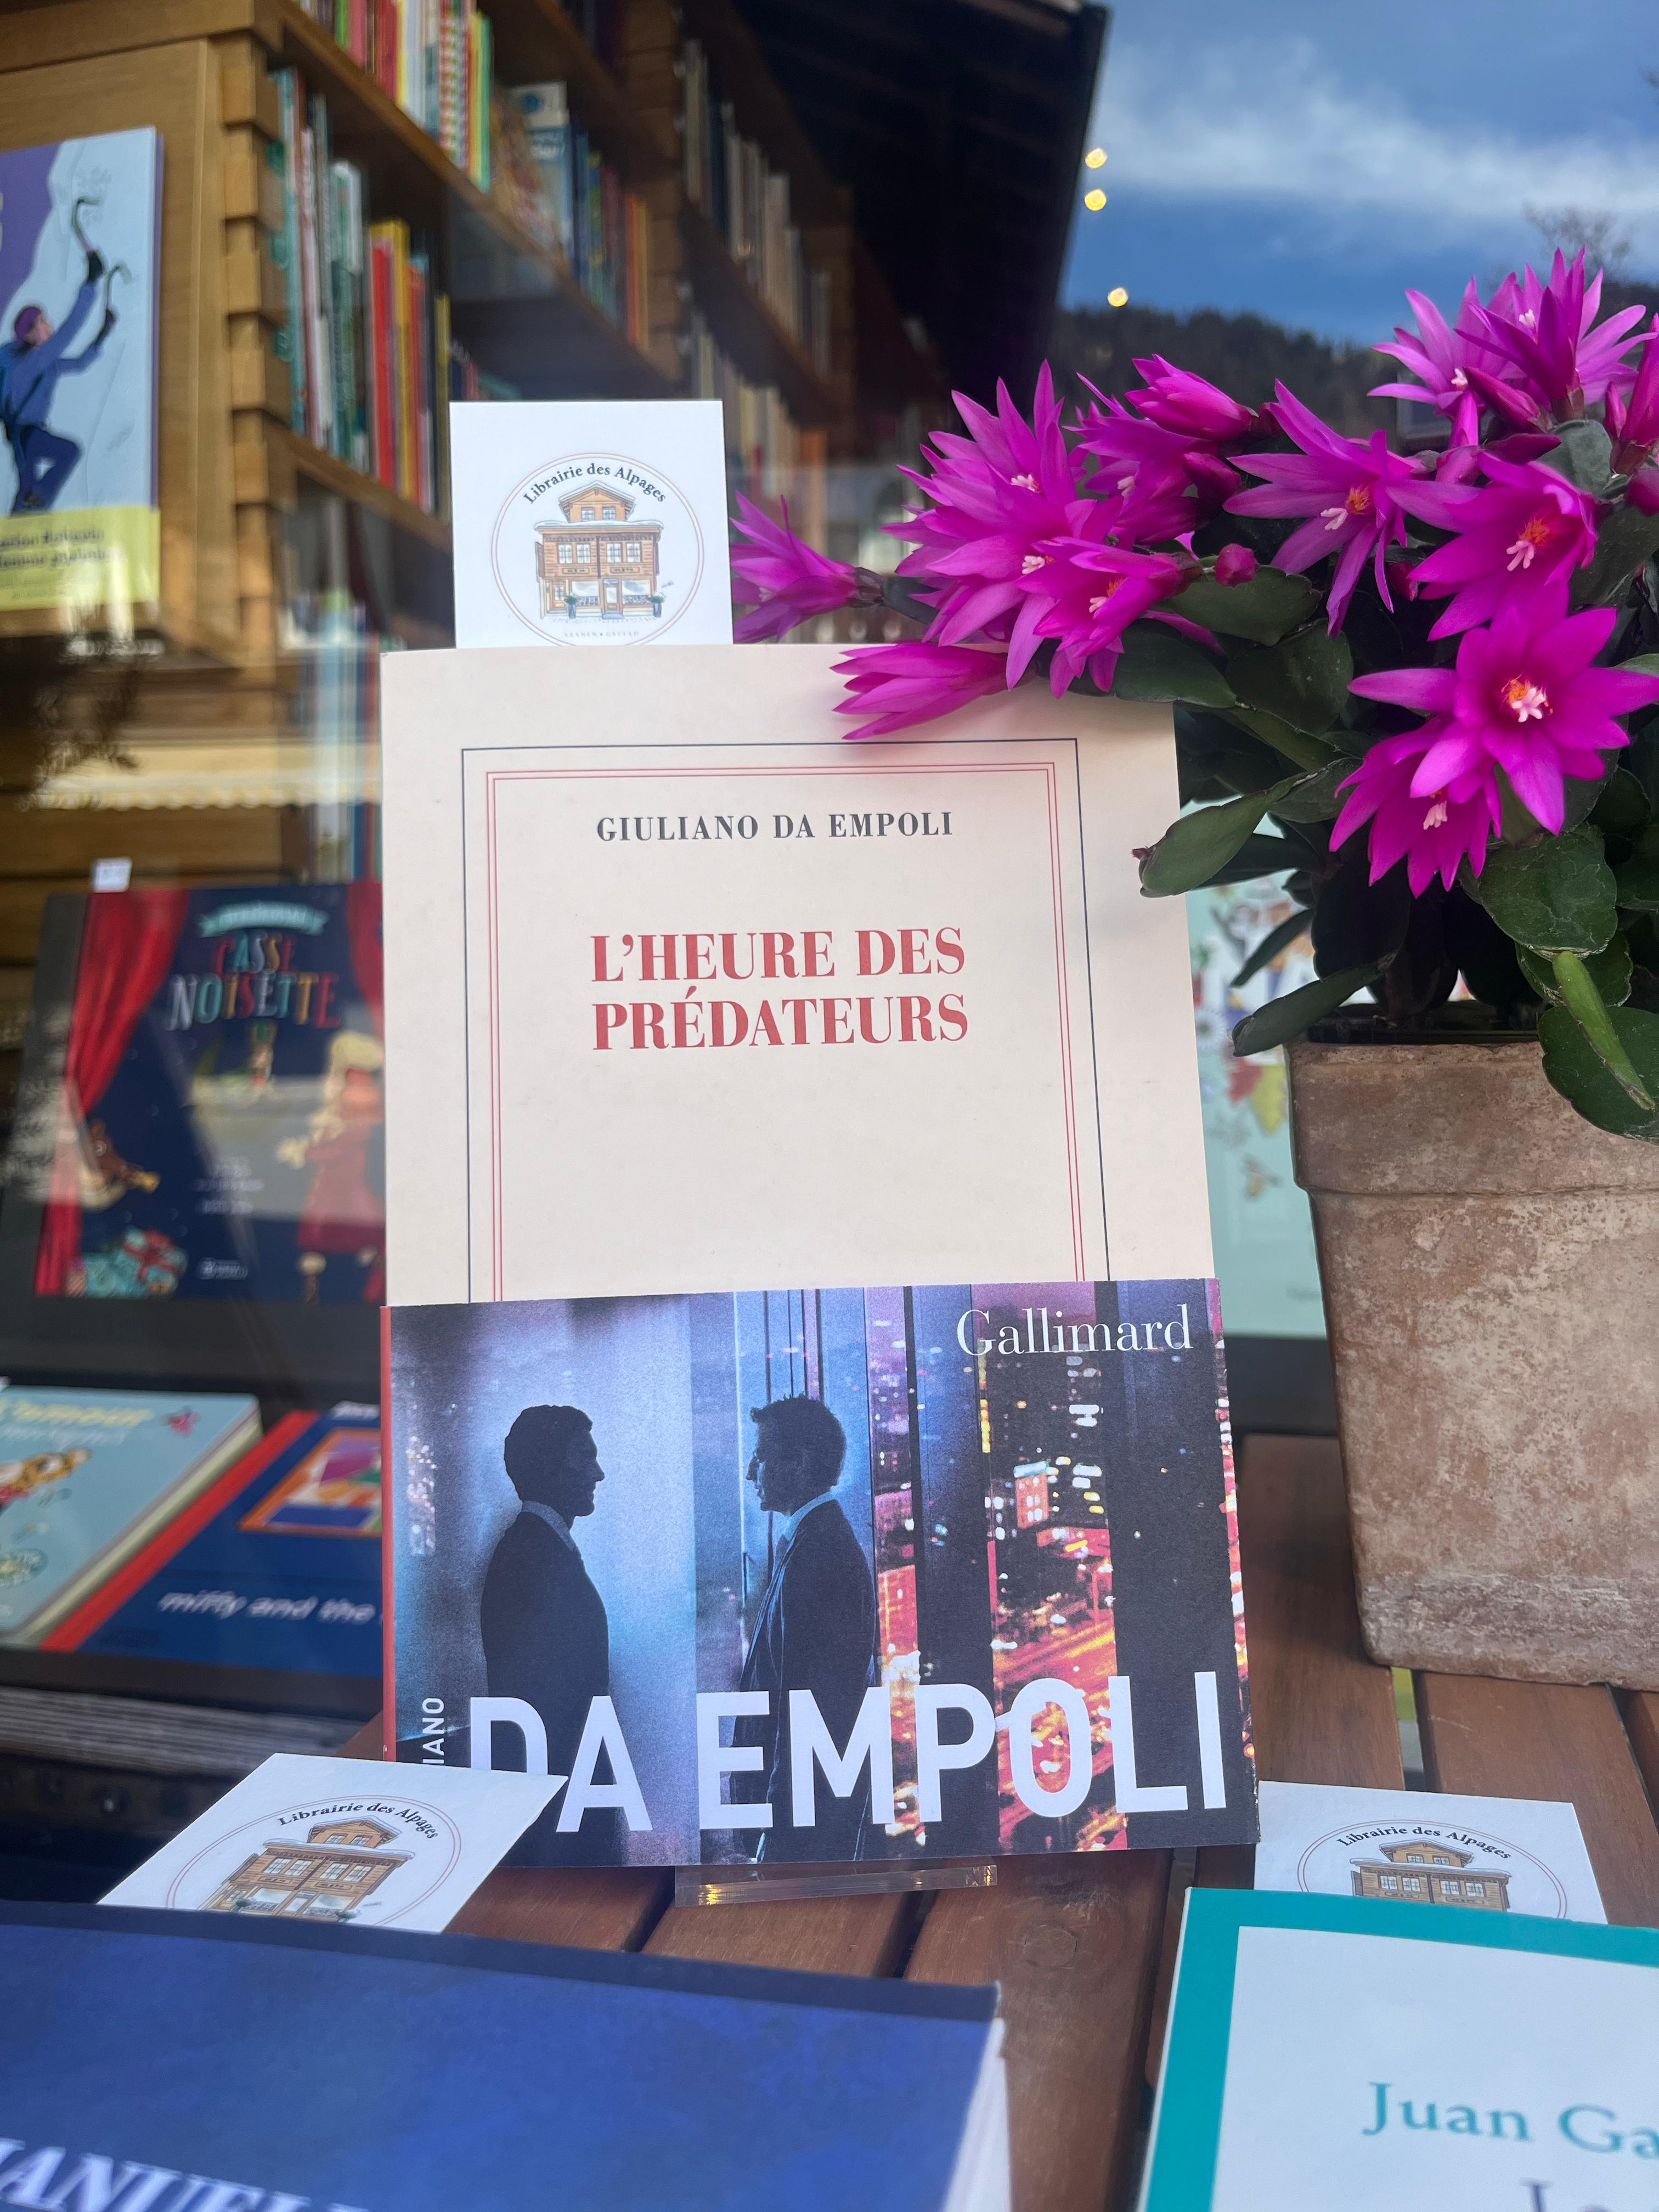 Librairie des Alpages
GIULIANO DA EMPOLI
L'HEURE DES
PRÉDATEURS
CASSE
NOISETTE
Gallimard
miffy and the
IANO
DA EMPOLI
Librairie des Alpages
Librairie des Alpages
Juan Ga